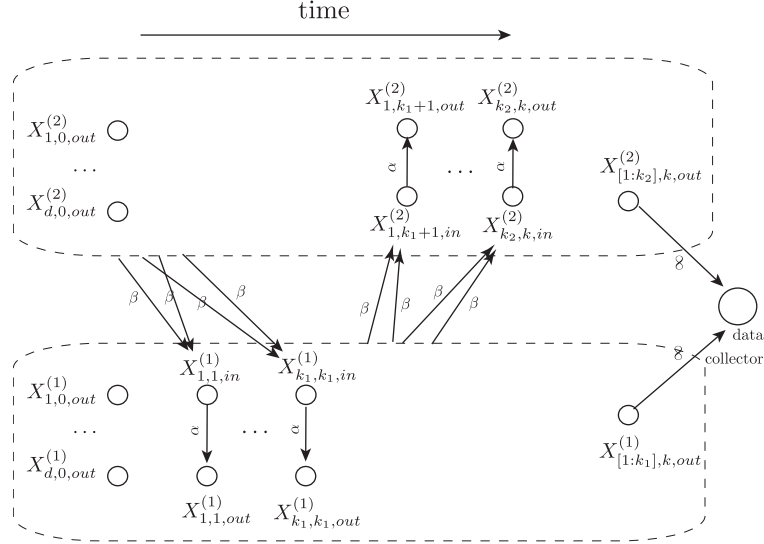 time
X^{(2)}_{1,k_1+1,out} X^{(2)}_{k_2,k,out}
X^{(2)}_{1,0,out}
α α
... ...
X^{(2)}_{[1:k_2],k,out}
X^{(2)}_{d,0,out}
X^{(2)}_{1,k_1+1,in} X^{(2)}_{k_2,k,in}
∞
β β β β β β β β
data
collector
∞
X^{(1)}_{1,1,in} X^{(1)}_{k_1,k_1,in}
X^{(1)}_{1,0,out}
... α ... α
X^{(1)}_{[1:k_1],k,out}
X^{(1)}_{d,0,out}
X^{(1)}_{1,1,out} X^{(1)}_{k_1,k_1,out}